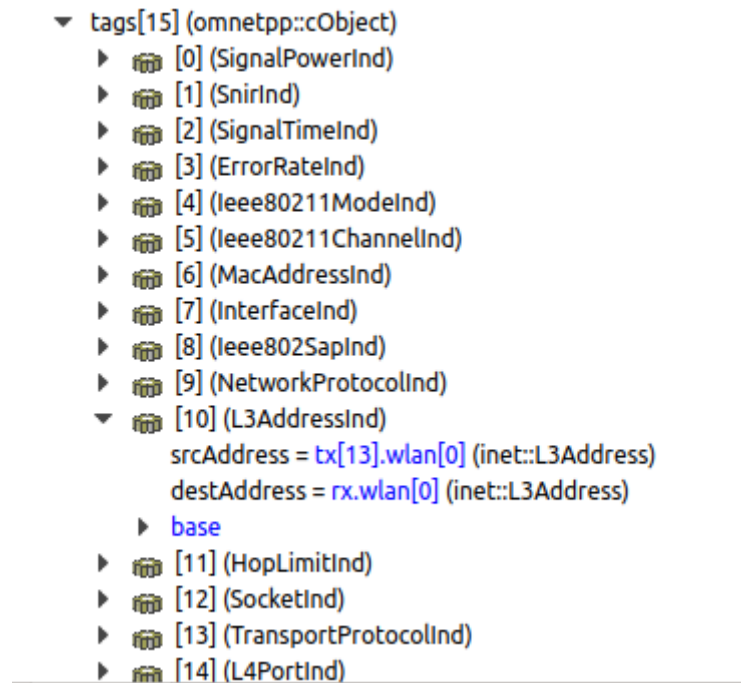 tags[15] (omnetpp::cObject)
[0] (SignalPowerInd)
[1] (SnirInd)
[2] (SignalTimeInd)
[3] (ErrorRateInd)
[4] (Ieee80211ModeInd)
[5] (Ieee80211ChannelInd)
[6] (MacAddressInd)
[7] (InterfaceInd)
[8] (Ieee802SapInd)
[9] (NetworkProtocolInd)
[10] (L3AddressInd)
srcAddress = tx[13].wlan[0] (inet::L3Address)
destAddress = rx.wlan[0] (inet::L3Address)
base
[11] (HopLimitInd)
[12] (SocketInd)
[13] (TransportProtocolInd)
[14] (L4PortInd)